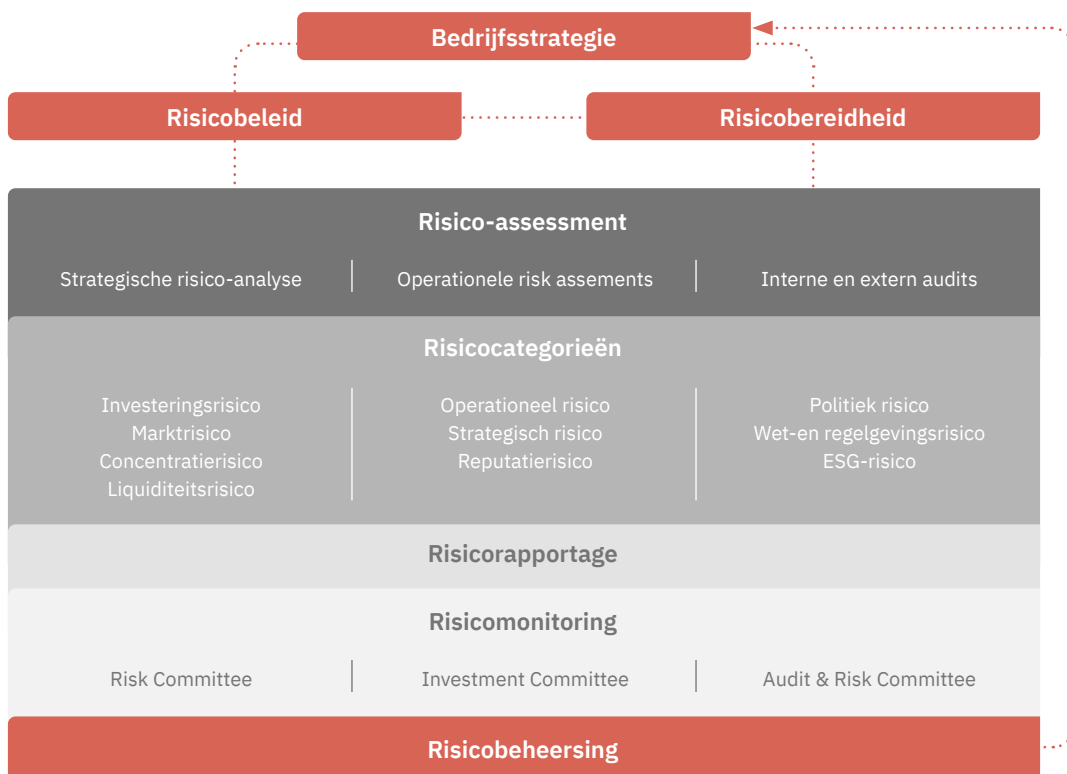 Bedrijfsstrategie
Risicobeleid
Risicobereidheid
Risico-assessment
Strategische risico-analyse
Operationele risk assements
Interne en extern audits
Risicocategorieën
Investeringsrisico
Marktrisico
Concentratierisico
Liquiditeitsrisico
Operationeel risico
Strategisch risico
Reputatierisico
Politiek risico
Wet-en regelgevingsrisico
ESG-risico
Risicorapportage
Risicomonitoring
Risk Committee
Investment Committee
Audit & Risk Committee
Risicobeheersing